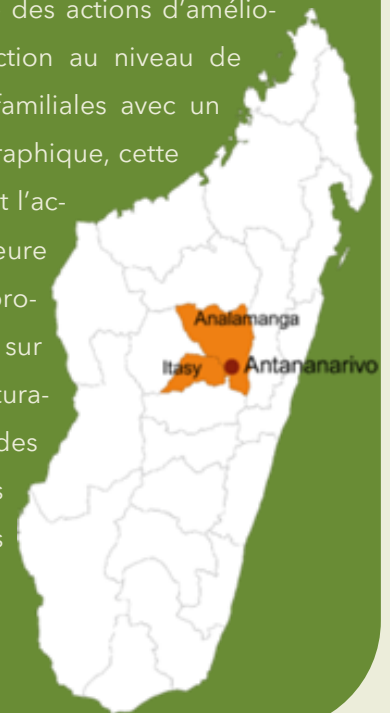 des actions d’amélio-
ction au niveau de
familiales avec un
raphique, cette
t l’ac-
eure
pro-
sur
tura-
des
s
s
Analamanga
Itasy
Antananarivo